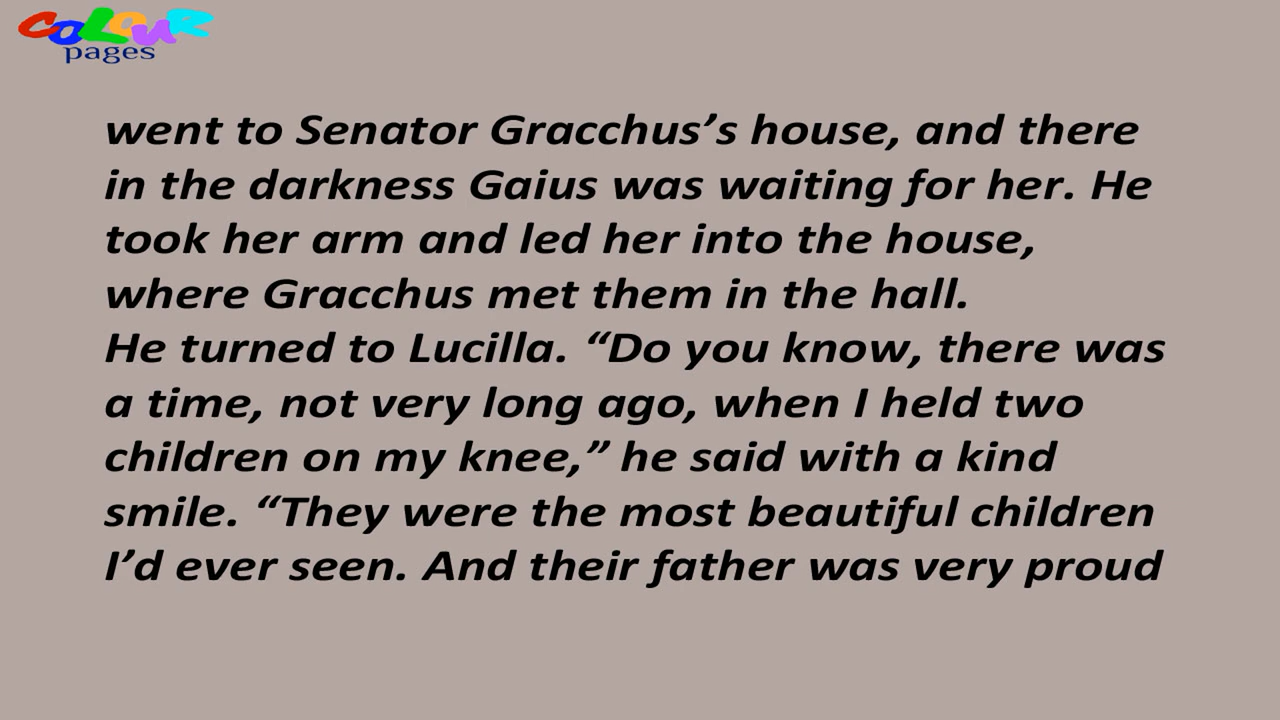 COLOUR
pages
went to Senator Gracchus’s house, and there
in the darkness Gaius was waiting for her. He
took her arm and led her into the house,
where Gracchus met them in the hall.
He turned to Lucilla. “Do you know, there was
a time, not very long ago, when I held two
children on my knee,” he said with a kind
smile. “They were the most beautiful children
I’d ever seen. And their father was very proud